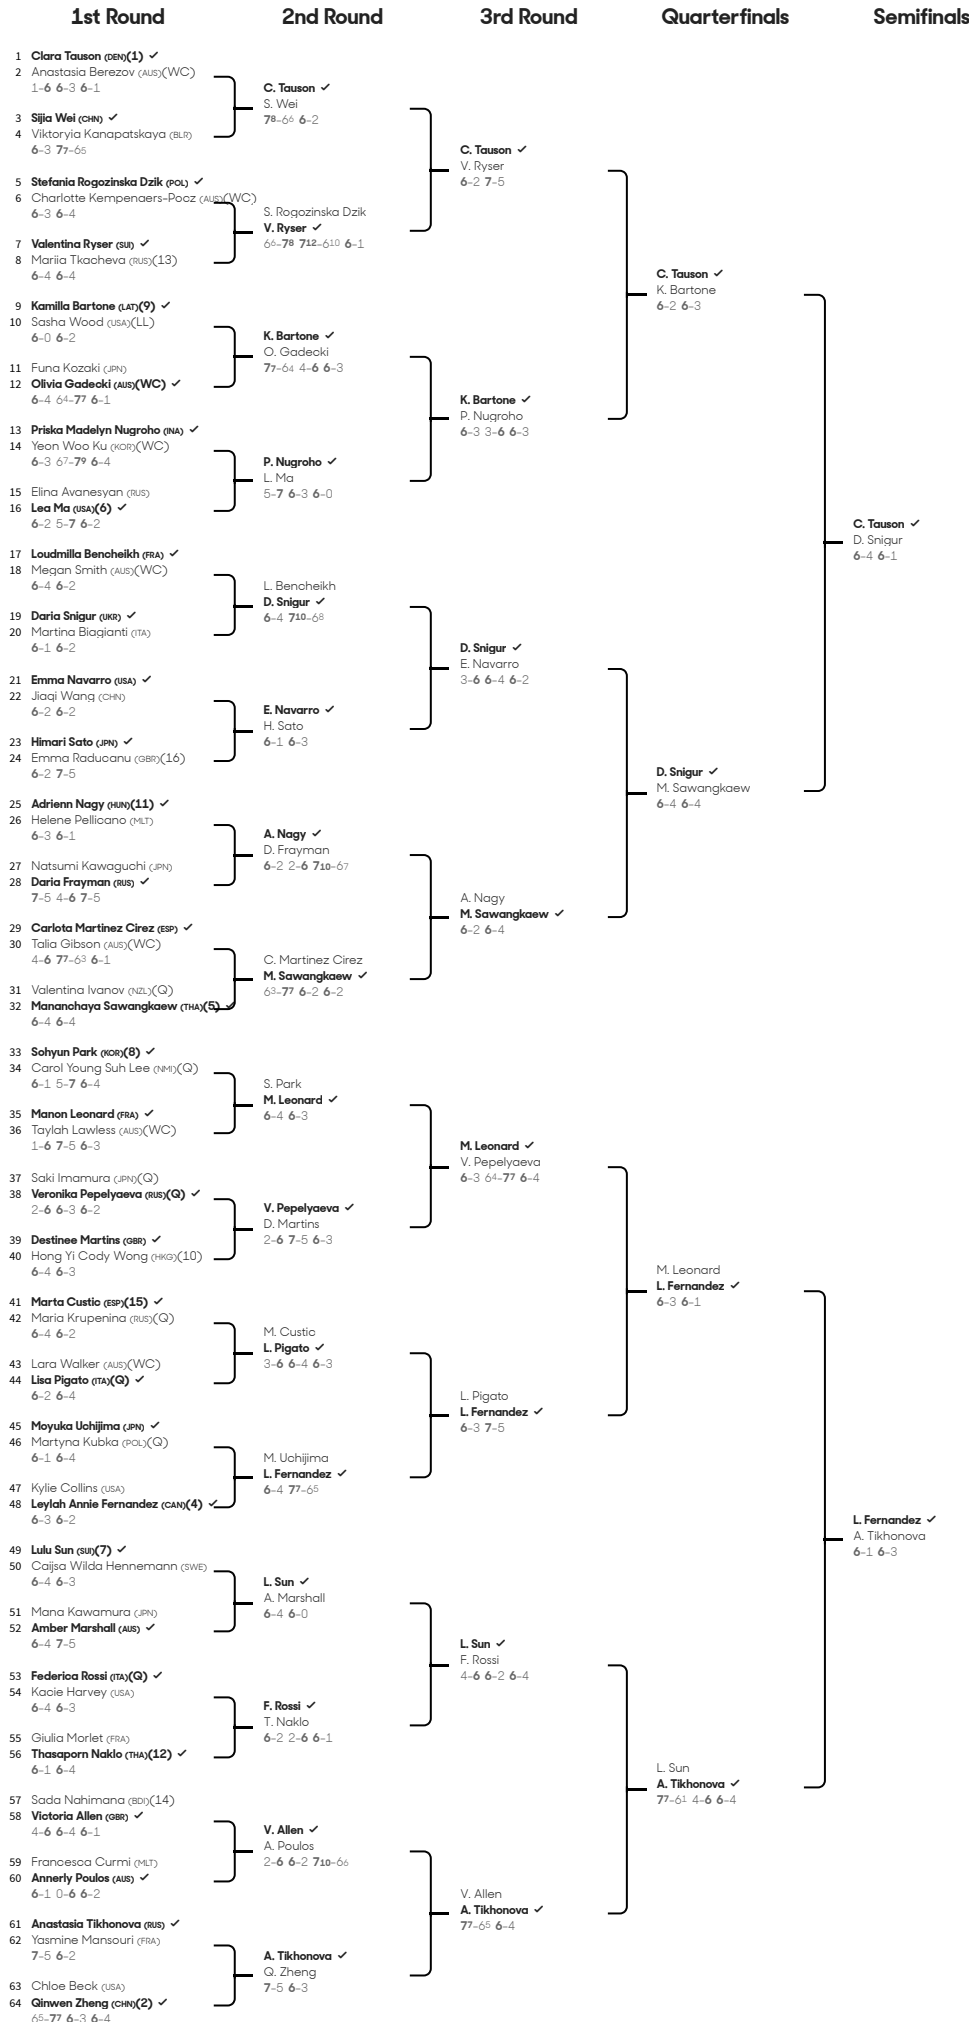 1st Round
2nd Round
3rd Round
Quarterfinals
Semifinals
1 Clara Tauson (DEN)(1) ✓
2 Anastasia Berezov (AUS)(WC)
1-6 6-3 6-1
3 Sijia Wei (CHN) ✓
4 Viktoryia Kanapatskaya (BLR)
6-3 7⁷-6⁵
5 Stefania Rogozinska Dzik (POL) ✓
6 Charlotte Kempenaers-Pocz (AUS)(WC)
6-3 6-4
7 Valentina Ryser (SUI) ✓
8 Mariia Tkacheva (RUS)(13)
6-4 6-4
9 Kamilla Bartone (LAT)(9) ✓
10 Sasha Wood (USA)(LL)
6-0 6-2
11 Funa Kozaki (JPN)
12 Olivia Gadecki (AUS)(WC) ✓
6-4 6⁴-7⁷ 6-1
13 Priska Madelyn Nugroho (INA) ✓
14 Yeon Woo Ku (KOR)(WC)
6-3 6⁷-7⁹ 6-4
15 Elina Avanesyan (RUS)
16 Lea Ma (USA)(6) ✓
6-2 5-7 6-2
17 Loudmilla Bencheikh (FRA) ✓
18 Megan Smith (AUS)(WC)
6-4 6-2
19 Daria Snigur (UKR) ✓
20 Martina Biagianti (ITA)
6-1 6-2
21 Emma Navarro (USA) ✓
22 Jiaqi Wang (CHN)
6-2 6-2
23 Himari Sato (JPN) ✓
24 Emma Raducanu (GBR)(16)
6-2 7-5
25 Adrienn Nagy (HUN)(11) ✓
26 Helene Pellicano (MLT)
6-3 6-1
27 Natsumi Kawaguchi (JPN)
28 Daria Frayman (RUS) ✓
7-5 4-6 7-5
29 Carlota Martinez Cirez (ESP) ✓
30 Talia Gibson (AUS)(WC)
4-6 7⁷-6³ 6-1
31 Valentina Ivanov (NZL)(Q)
32 Mananchaya Sawangkaew (THA)(5) ✓
6-4 6-4
33 Sohyun Park (KOR)(8) ✓
34 Carol Young Suh Lee (NMI)(Q)
6-1 5-7 6-4
35 Manon Leonard (FRA) ✓
36 Taylah Lawless (AUS)(WC)
1-6 7-5 6-3
37 Saki Imamura (JPN)(Q)
38 Veronika Pepelyaeva (RUS)(Q) ✓
2-6 6-3 6-2
39 Destinee Martins (GBR) ✓
40 Hong Yi Cody Wong (HKG)(10)
6-4 6-3
41 Marta Custic (ESP)(15) ✓
42 Maria Krupenina (RUS)(Q)
6-4 6-2
43 Lara Walker (AUS)(WC)
44 Lisa Pigato (ITA)(Q) ✓
6-2 6-4
45 Moyuka Uchijima (JPN) ✓
46 Martyna Kubka (POL)(Q)
6-1 6-4
47 Kylie Collins (USA)
48 Leylah Annie Fernandez (CAN)(4) ✓
6-3 6-2
49 Lulu Sun (SUI)(7) ✓
50 Caijsa Wilda Hennemann (SWE)
6-4 6-3
51 Mana Kawamura (JPN)
52 Amber Marshall (AUS) ✓
6-4 7-5
53 Federica Rossi (ITA)(Q) ✓
54 Kacie Harvey (USA)
6-4 6-3
55 Giulia Morlet (FRA)
56 Thasaporn Naklo (THA)(12) ✓
6-1 6-4
57 Sada Nahimana (BDI)(14)
58 Victoria Allen (GBR) ✓
4-6 6-4 6-1
59 Francesca Curmi (MLT)
60 Annerly Poulos (AUS) ✓
6-1 0-6 6-2
61 Anastasia Tikhonova (RUS) ✓
62 Yasmine Mansouri (FRA)
7-5 6-2
63 Chloe Beck (USA)
64 Qinwen Zheng (CHN)(2) ✓
6⁵-7⁷ 6-3 6-4
C. Tauson ✓
S. Wei
7⁸-6⁶ 6-2
S. Rogozinska Dzik
V. Ryser ✓
6⁶-7⁸ 7¹²-6¹⁰ 6-1
K. Bartone ✓
O. Gadecki
7⁷-6⁴ 4-6 6-3
P. Nugroho ✓
L. Ma
5-7 6-3 6-0
L. Bencheikh
D. Snigur ✓
6-4 7¹⁰-6⁸
E. Navarro ✓
H. Sato
6-1 6-3
A. Nagy ✓
D. Frayman
6-2 2-6 7¹⁰-6⁷
C. Martinez Cirez
M. Sawangkaew ✓
6³-7⁷ 6-2 6-2
S. Park
M. Leonard ✓
6-4 6-3
V. Pepelyaeva ✓
D. Martins
2-6 7-5 6-3
M. Custic
L. Pigato ✓
3-6 6-4 6-3
M. Uchijima
L. Fernandez ✓
6-4 7⁷-6⁵
L. Sun ✓
A. Marshall
6-4 6-0
F. Rossi ✓
T. Naklo
6-2 2-6 6-1
V. Allen ✓
A. Poulos
2-6 6-2 7¹⁰-6⁶
A. Tikhonova ✓
Q. Zheng
7-5 6-3
C. Tauson ✓
V. Ryser
6-2 7-5
K. Bartone ✓
P. Nugroho
6-3 3-6 6-3
D. Snigur ✓
E. Navarro
3-6 6-4 6-2
A. Nagy
M. Sawangkaew ✓
6-2 6-4
M. Leonard ✓
V. Pepelyaeva
6-3 6⁴-7⁷ 6-4
L. Pigato
L. Fernandez ✓
6-3 7-5
L. Sun ✓
F. Rossi
4-6 6-2 6-4
V. Allen
A. Tikhonova ✓
7⁷-6⁵ 6-4
C. Tauson ✓
K. Bartone
6-2 6-3
D. Snigur ✓
M. Sawangkaew
6-4 6-4
M. Leonard
L. Fernandez ✓
6-3 6-1
L. Sun
A. Tikhonova ✓
7⁷-6¹ 4-6 6-4
C. Tauson ✓
D. Snigur
6-4 6-1
L. Fernandez ✓
A. Tikhonova
6-1 6-3